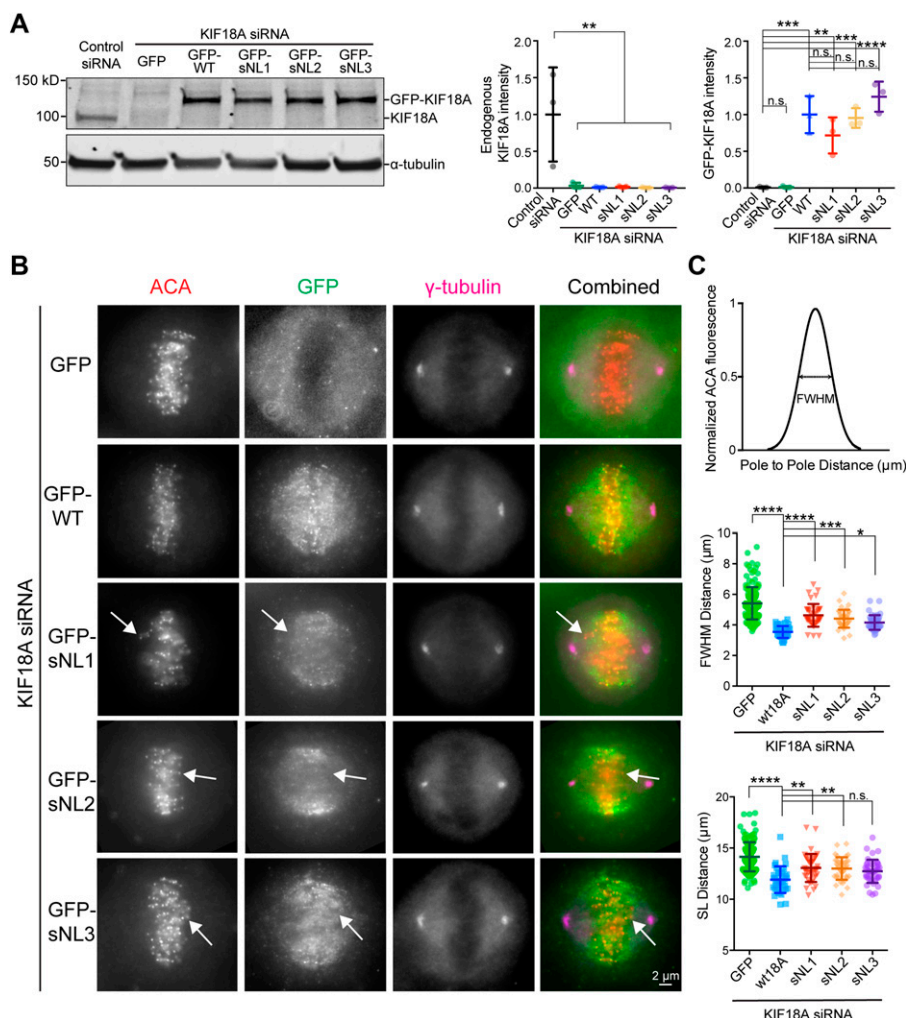 A
KIF18A siRNA
Control siRNA
GFP
GFP-WT
GFP-sNL1
GFP-sNL2
GFP-sNL3
150 kD
100
50
GFP-KIF18A
KIF18A
α-tubulin
Endogenous
KIF18A intensity
2.0
1.5
1.0
0.5
0.0
**
Control
siRNA
GFP
WT
sNL1
sNL2
sNL3
KIF18A siRNA
GFP-KIF18A intensity
2.0
1.5
1.0
0.5
0.0
***
**
***
****
n.s.
n.s.
n.s.
n.s.
Control
siRNA
GFP
WT
sNL1
sNL2
sNL3
KIF18A siRNA
B
ACA
GFP
γ-tubulin
Combined
KIF18A siRNA
GFP
GFP-
WT
GFP-
sNL1
GFP-
sNL2
GFP-
sNL3
2 µm
C
Normalized ACA fluorescence
1
0.5
0
FWHM
Pole to Pole Distance (µm)
FWHM Distance (µm)
10
8
6
4
2
0
****
****
***
*
GFP
wt18A
sNL1
sNL2
sNL3
KIF18A siRNA
SL Distance (µm)
20
15
10
5
****
**
**
n.s.
GFP
wt18A
sNL1
sNL2
sNL3
KIF18A siRNA